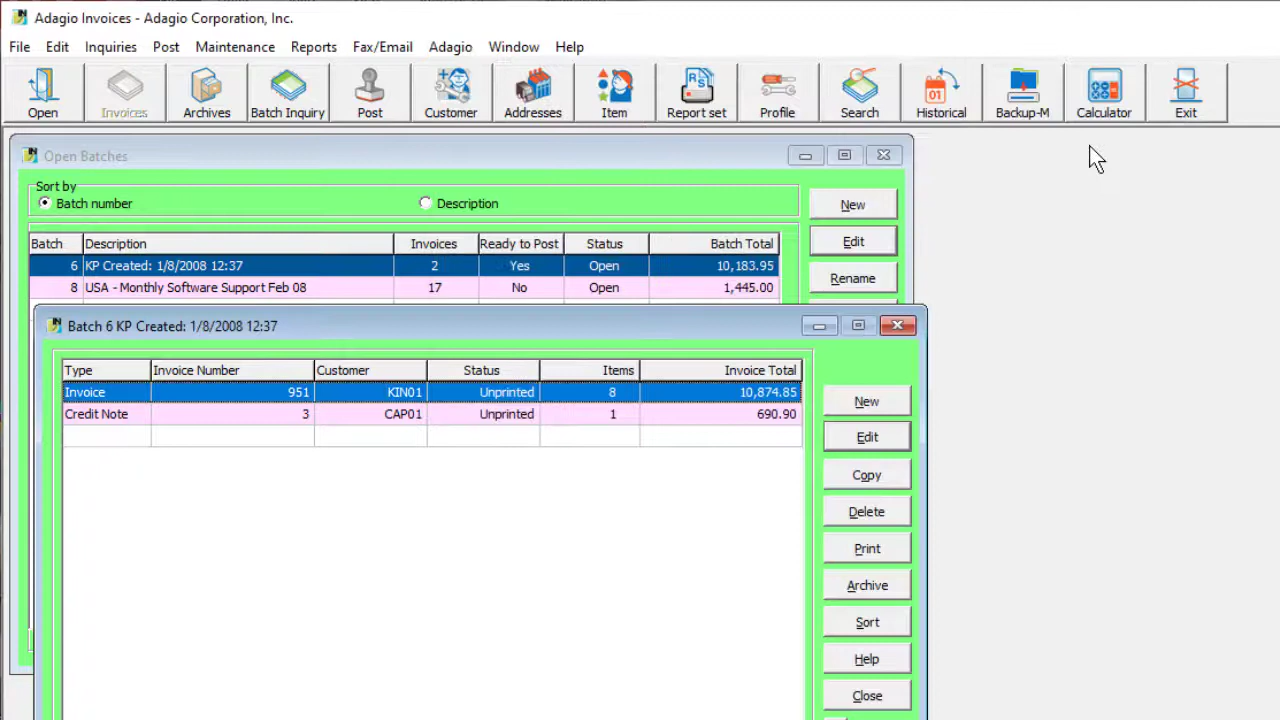 Adagio Invoices - Adagio Corporation, Inc.
File Edit Inquiries Post Maintenance Reports Fax/Email Adagio Window Help
Open Invoices Archives Batch Inquiry Post Customer Addresses Item Report set Profile Search Historical Backup-M Calculator Exit
Open Batches
Sort by
Batch number Description
New
Batch Description Invoices Ready to Post Status Batch Total
Edit
6 KP Created: 1/8/2008 12:37 2 Yes Open 10,183.95
8 USA - Monthly Software Support Feb 08 17 No Open 1,445.00
Rename
Batch 6 KP Created: 1/8/2008 12:37
Type Invoice Number Customer Status Items Invoice Total
Invoice 951 KIN01 Unprinted 8 10,874.85
Credit Note 3 CAP01 Unprinted 1 690.90
New
Edit
Copy
Delete
Print
Archive
Sort
Help
Close